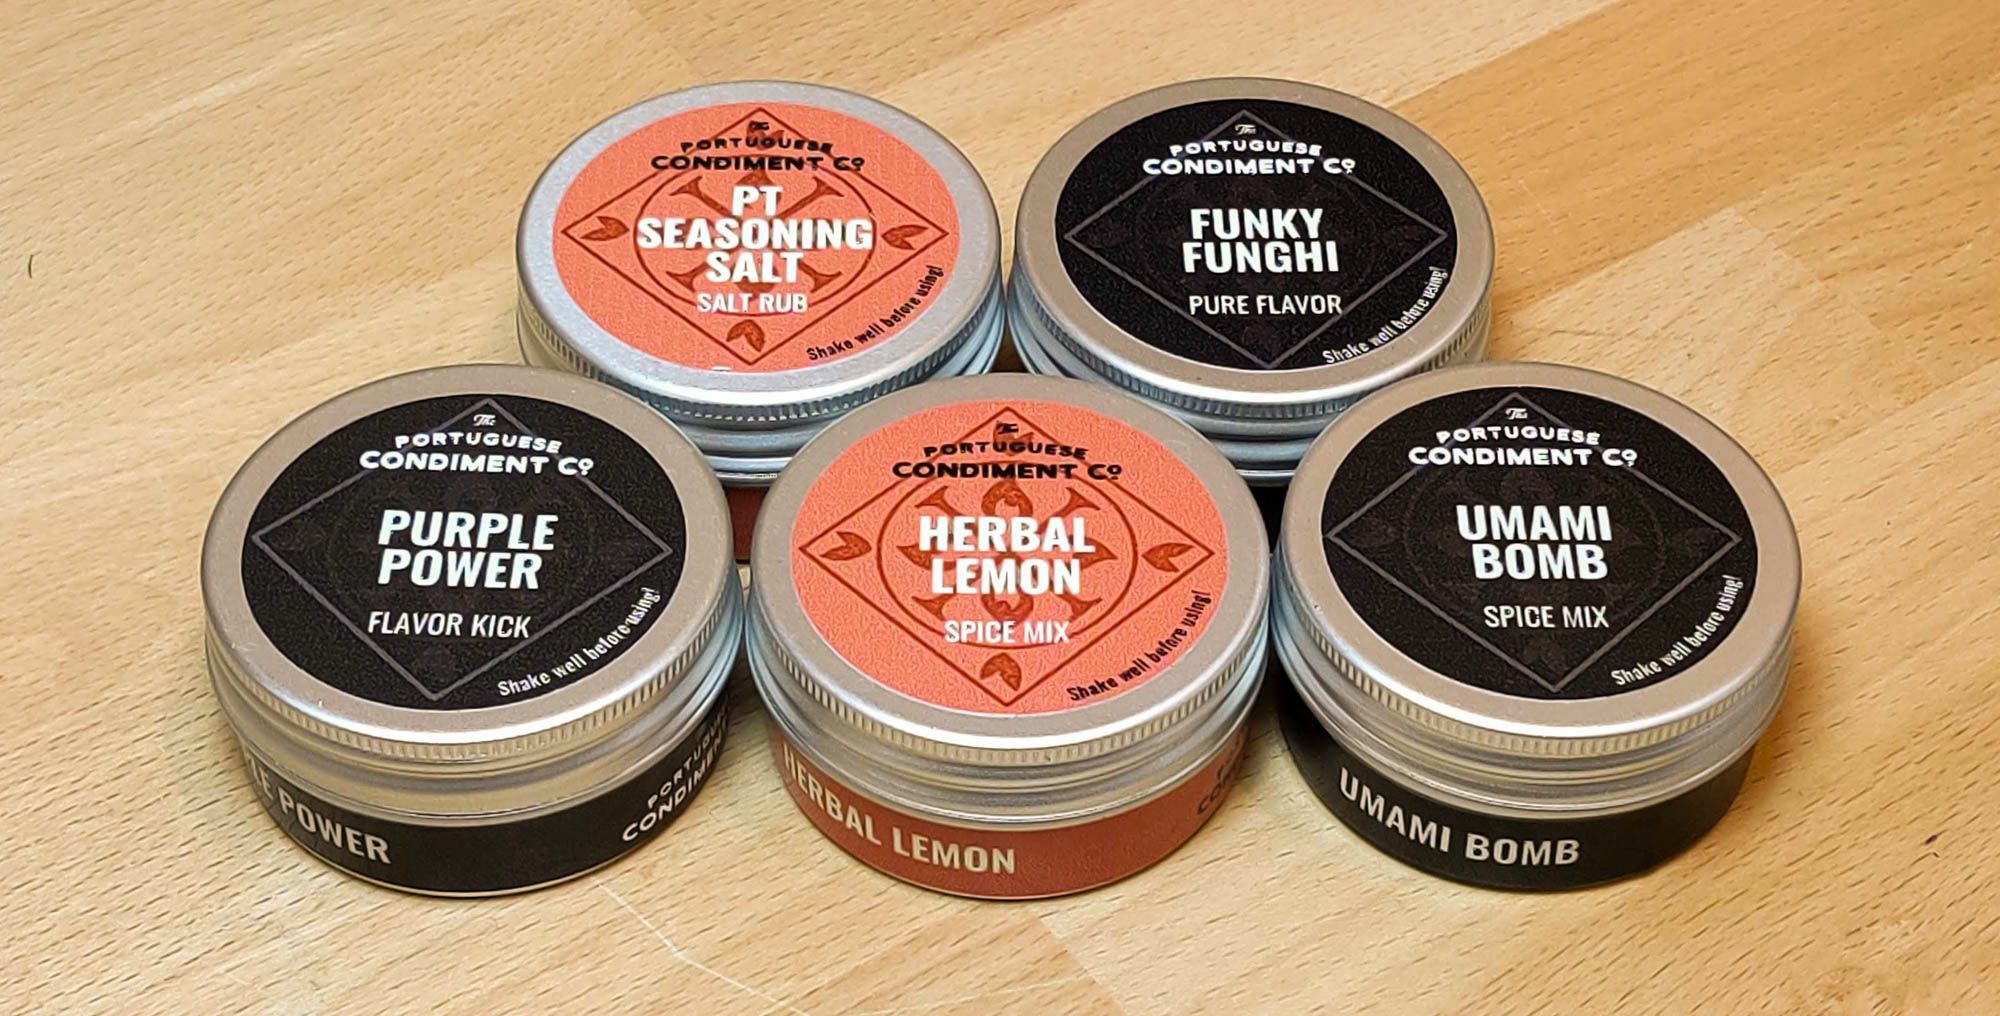 The
PORTUGUESE
CONDIMENT Cº
PT
SEASONING
SALT
SALT RUB
Shake well before using!
The
PORTUGUESE
CONDIMENT Cº
FUNKY
FUNGHI
PURE FLAVOR
Shake well before using!
The
PORTUGUESE
CONDIMENT Cº
PURPLE
POWER
FLAVOR KICK
Shake well before using!
POWER
The
PORTUGUESE
CONDIMENT Cº
HERBAL
LEMON
SPICE MIX
Shake well before using!
HERBAL LEMON
The
PORTUGUESE
CONDIMENT Cº
UMAMI
BOMB
SPICE MIX
Shake well before using!
UMAMI BOMB